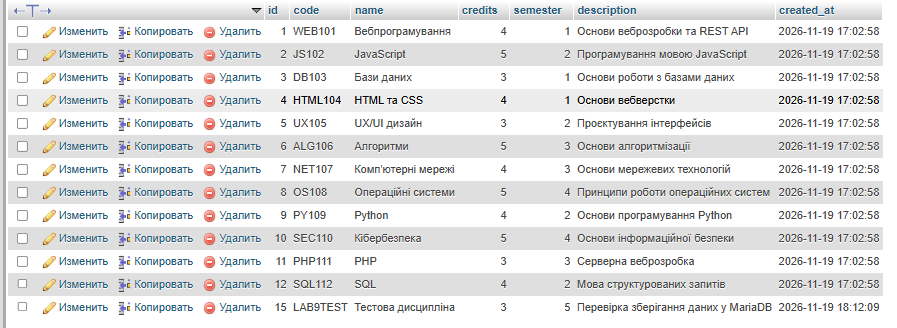 id code name credits semester description created_at
Изменить Копировать Удалить 1 WEB101 Вебпрограмування 4 1 Основи веброзробки та REST API 2026-11-19 17:02:58
Изменить Копировать Удалить 2 JS102 JavaScript 5 2 Програмування мовою JavaScript 2026-11-19 17:02:58
Изменить Копировать Удалить 3 DB103 Бази даних 3 1 Основи роботи з базами даних 2026-11-19 17:02:58
Изменить Копировать Удалить 4 HTML104 HTML та CSS 4 1 Основи вебверстки 2026-11-19 17:02:58
Изменить Копировать Удалить 5 UX105 UX/UI дизайн 3 2 Проєктування інтерфейсів 2026-11-19 17:02:58
Изменить Копировать Удалить 6 ALG106 Алгоритми 5 3 Основи алгоритмізації 2026-11-19 17:02:58
Изменить Копировать Удалить 7 NET107 Комп'ютерні мережі 4 3 Основи мережевих технологій 2026-11-19 17:02:58
Изменить Копировать Удалить 8 OS108 Операційні системи 5 4 Принципи роботи операційних систем 2026-11-19 17:02:58
Изменить Копировать Удалить 9 PY109 Python 4 2 Основи програмування Python 2026-11-19 17:02:58
Изменить Копировать Удалить 10 SEC110 Кібербезпека 5 4 Основи інформаційної безпеки 2026-11-19 17:02:58
Изменить Копировать Удалить 11 PHP111 PHP 3 3 Серверна веброзробка 2026-11-19 17:02:58
Изменить Копировать Удалить 12 SQL112 SQL 4 2 Мова структурованих запитів 2026-11-19 17:02:58
Изменить Копировать Удалить 15 LAB9TEST Тестова дисципліна 3 5 Перевірка зберігання даних у MariaDB 2026-11-19 18:12:09